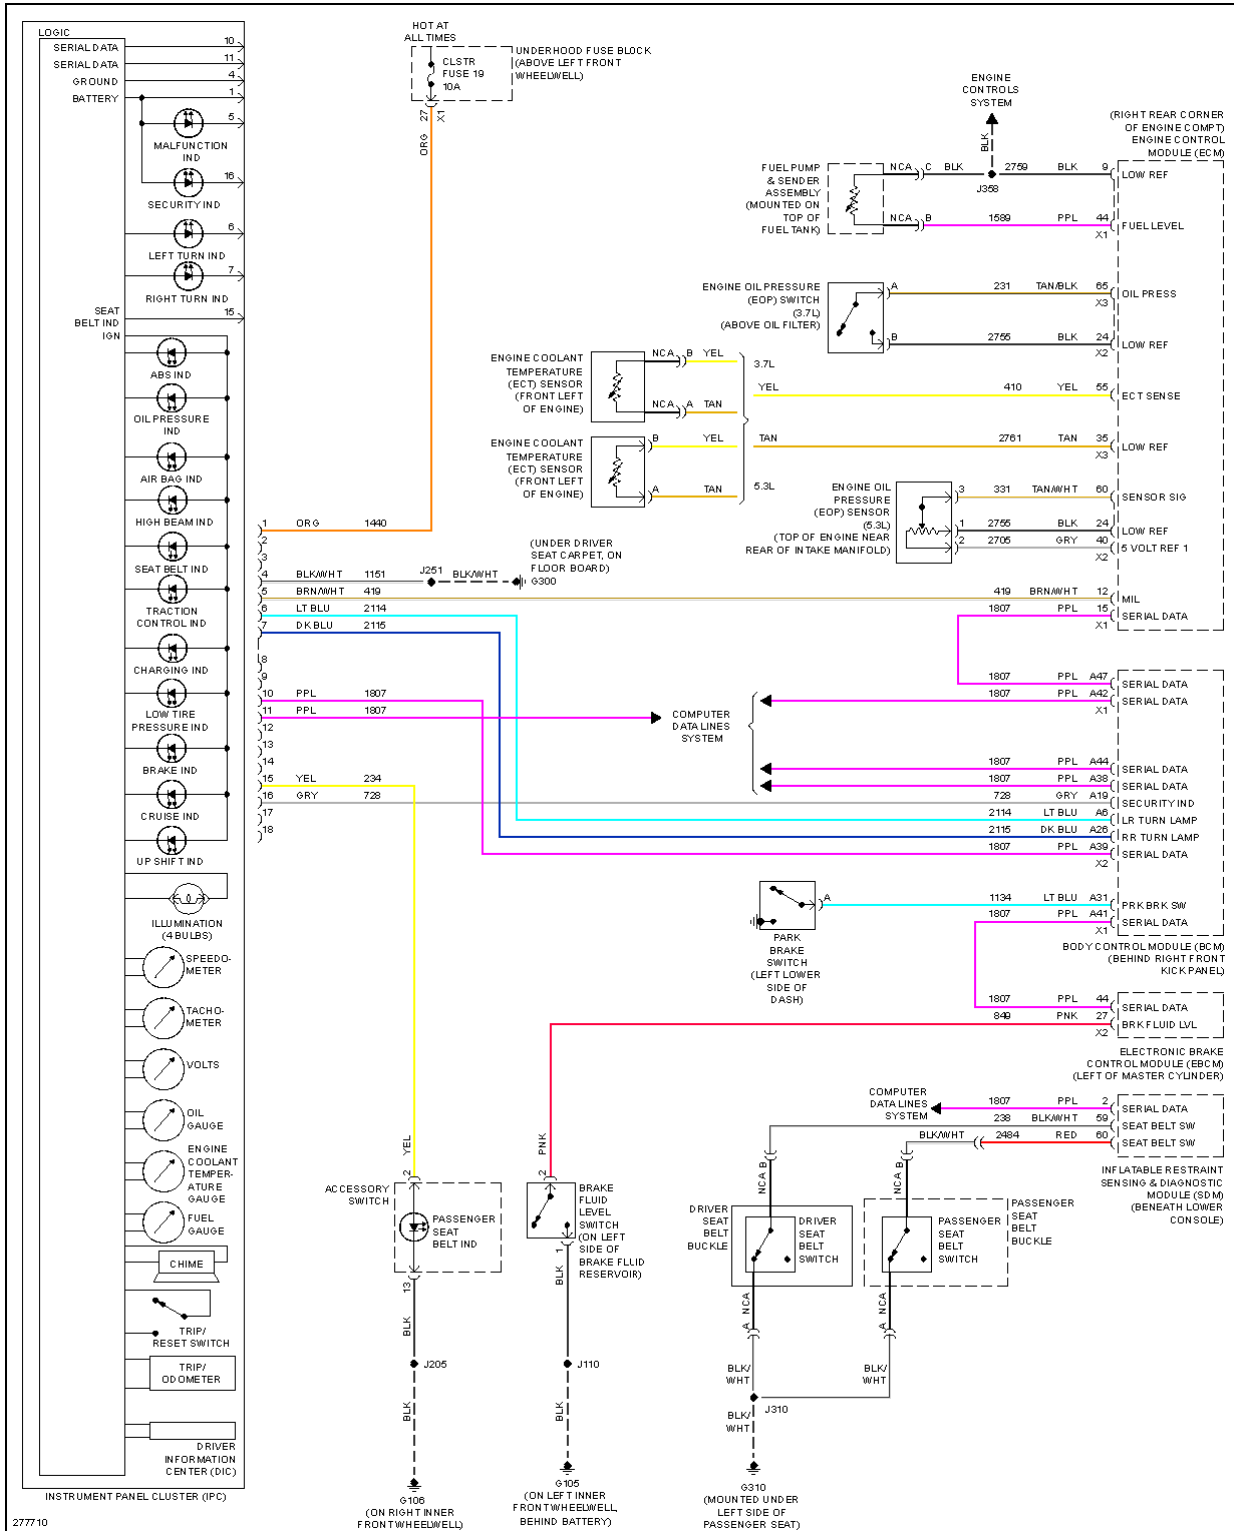 LOGIC
SERIAL DATA 10
SERIAL DATA 11
GROUND 4
BATTERY 1
5
MALFUNCTION
IND
16
SECURITY IND
6
LEFT TURN IND
7
RIGHT TURN IND
SEAT 15
BELT IND
IGN
ABS IND
OIL PRESSURE
IND
AIR BAG IND
HIGH BEAM IND
SEAT BELT IND
TRACTION
CONTROL IND
CHARGING IND
LOW TIRE
PRESSURE IND
BRAKE IND
CRUISE IND
UP SHIFT IND
ILLUMINATION
(4 BULBS)
SPEEDO-
METER
TACHO-
METER
VOLTS
OIL
GAUGE
ENGINE
COOLANT
TEMPER-
ATURE
GAUGE
FUEL
GAUGE
CHIME
TRIP/
RESET SWITCH
TRIP/
ODOMETER
DRIVER
INFORMATION
CENTER (DIC)
INSTRUMENT PANEL CLUSTER (IPC)
277710
HOT AT
ALL TIMES
CLSTR
FUSE 19
10A
UNDERHOOD FUSE BLOCK
(ABOVE LEFT FRONT
WHEELWELL)
27
X1
ORG
1 ORG 1440
2
3
4 BLK/WHT 1151 J251 BLK/WHT
(UNDER DRIVER
SEAT CARPET, ON
FLOOR BOARD)
G300
5 BRN/WHT 419
6 LT BLU 2114
7 DK BLU 2115
8
9
10 PPL 1807
11 PPL 1807
12
13
14
15 YEL 234
16 GRY 728
17
18
COMPUTER
DATA LINES
SYSTEM
ENGINE
CONTROLS
SYSTEM
BLK
(RIGHT REAR CORNER
OF ENGINE COMPT)
ENGINE CONTROL
MODULE (ECM)
FUEL PUMP
& SENDER
ASSEMBLY
(MOUNTED ON
TOP OF
FUEL TANK)
NCA C BLK J358 2759 BLK 9 LOW REF
NCA B 1589 PPL 44 FUEL LEVEL
X1
ENGINE OIL PRESSURE
(EOP) SWITCH
(3.7L)
(ABOVE OIL FILTER)
A 231 TAN/BLK 65 OIL PRESS
X3
B 2755 BLK 24 LOW REF
X2
ENGINE COOLANT
TEMPERATURE
(ECT) SENSOR
(FRONT LEFT
OF ENGINE)
NCA B YEL
NCA A TAN
3.7L
YEL 410 YEL 55 ECT SENSE
ENGINE COOLANT
TEMPERATURE
(ECT) SENSOR
(FRONT LEFT
OF ENGINE)
B YEL
A TAN
5.3L
TAN 2761 TAN 35 LOW REF
X3
ENGINE OIL
PRESSURE
(EOP) SENSOR
(5.3L)
(TOP OF ENGINE NEAR
REAR OF INTAKE MANIFOLD)
3 331 TAN/WHT 60 SENSOR SIG
1 2755 BLK 24 LOW REF
2 2705 GRY 40 5 VOLT REF 1
X2
419 BRN/WHT 12 MIL
1807 PPL 15 SERIAL DATA
X1
1807 PPL A47 SERIAL DATA
1807 PPL A42 SERIAL DATA
X1
1807 PPL A44 SERIAL DATA
1807 PPL A38 SERIAL DATA
728 GRY A19 SECURITY IND
2114 LT BLU A6 LR TURN LAMP
2115 DK BLU A26 RR TURN LAMP
1807 PPL A39 SERIAL DATA
X2
A 1134 LT BLU A31 PRK BRK SW
1807 PPL A41 SERIAL DATA
X1
PARK
BRAKE
SWITCH
(LEFT LOWER
SIDE OF
DASH)
BODY CONTROL MODULE (BCM)
(BEHIND RIGHT FRONT
KICK PANEL)
1807 PPL 44 SERIAL DATA
849 PNK 27 BRK FLUID LVL
X2
ELECTRONIC BRAKE
CONTROL MODULE (EBCM)
(LEFT OF MASTER CYLINDER)
COMPUTER
DATA LINES
SYSTEM
1807 PPL 2 SERIAL DATA
238 BLK/WHT 59 SEAT BELT SW
BLK/WHT 2484 RED 60 SEAT BELT SW
INFLATABLE RESTRAINT
SENSING & DIAGNOSTIC
MODULE (SDM)
(BENEATH LOWER
CONSOLE)
YEL
2
ACCESSORY
SWITCH
PASSENGER
SEAT
BELT IND
13
BLK
J205
BLK
G106
(ON RIGHT INNER
FRONT WHEELWELL)
PNK
2
BRAKE
FLUID
LEVEL
SWITCH
(ON LEFT
SIDE OF
BRAKE FLUID
RESERVOIR)
1
BLK
J110
BLK
G105
(ON LEFT INNER
FRONT WHEELWELL,
BEHIND BATTERY)
NCA B
DRIVER
SEAT
BELT
BUCKLE
DRIVER
SEAT
BELT
SWITCH
A NCA
BLK/
WHT
NCA B
PASSENGER
SEAT
BELT
SWITCH
PASSENGER
SEAT
BELT
BUCKLE
A NCA
BLK/
WHT
J310
BLK/
WHT
G310
(MOUNTED UNDER
LEFT SIDE OF
PASSENGER SEAT)